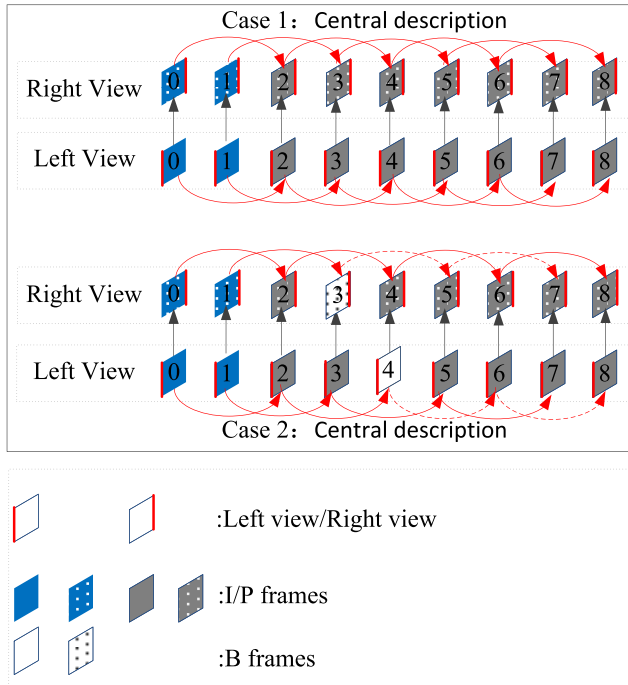 Case 1：Central description
Right View 0 1 2 3 4 5 6 7 8
Left View 0 1 2 3 4 5 6 7 8
Right View 0 1 2 3 4 5 6 7 8
Left View 0 1 2 3 4 5 6 7 8
Case 2：Central description
:Left view/Right view
:I/P frames
:B frames